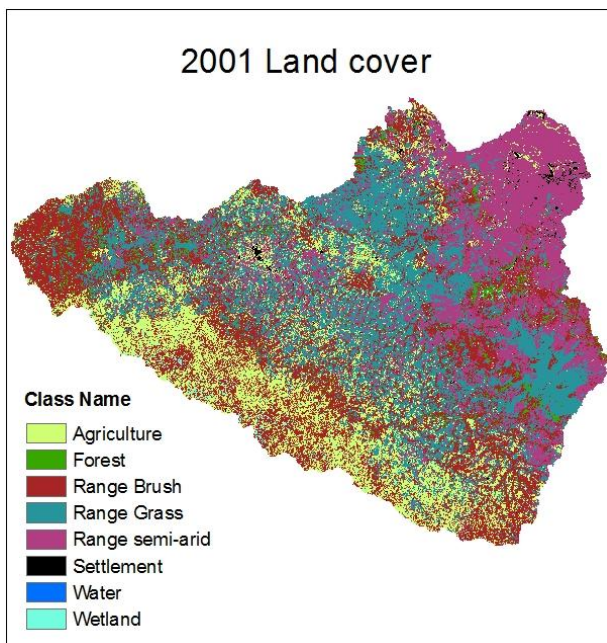 2001 Land cover
Class Name
Agriculture
Forest
Range Brush
Range Grass
Range semi-arid
Settlement
Water
Wetland